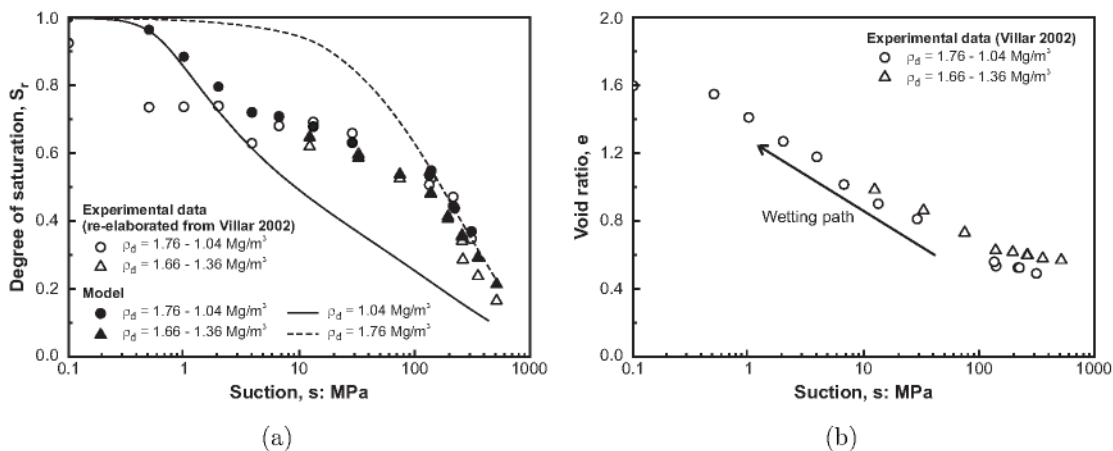 1.0
0.8
0.6
0.4
0.2
0.0
Degree of saturation, Sᵣ
Experimental data
(re-elaborated from Villar 2002)
ρd = 1.76 - 1.04 Mg/m³
ρd = 1.66 - 1.36 Mg/m³
Model
ρd = 1.76 - 1.04 Mg/m³ ρd = 1.04 Mg/m³
ρd = 1.66 - 1.36 Mg/m³ ρd = 1.76 Mg/m³
0.1 1 10 100 1000
Suction, s: MPa
(a)
2.0
1.6
1.2
0.8
0.4
0.0
Void ratio, e
Experimental data (Villar 2002)
ρd = 1.76 - 1.04 Mg/m³
ρd = 1.66 - 1.36 Mg/m³
Wetting path
0.1 1 10 100 1000
Suction, s: MPa
(b)